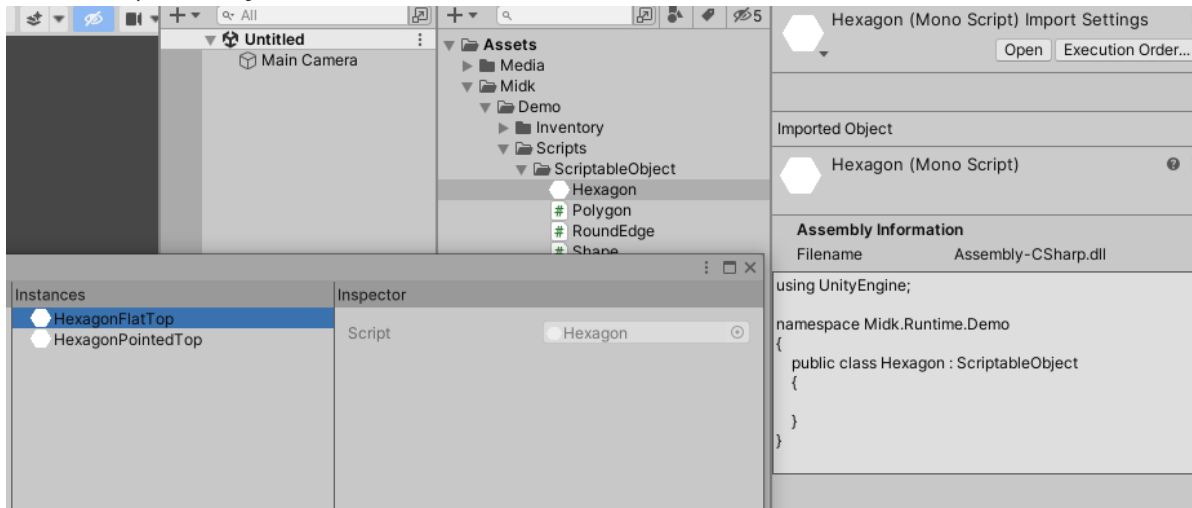 All
5
Untitled
Main Camera
Assets
Media
Midk
Demo
Inventory
Scripts
ScriptableObject
Hexagon
# Polygon
# RoundEdge
# Shape
Hexagon (Mono Script) Import Settings
Open
Execution Order...
Imported Object
Hexagon (Mono Script)
Assembly Information
Filename Assembly-CSharp.dll
using UnityEngine;
namespace Midk.Runtime.Demo
{
public class Hexagon : ScriptableObject
{
}
}
Instances
HexagonFlatTop
HexagonPointedTop
Inspector
Script Hexagon